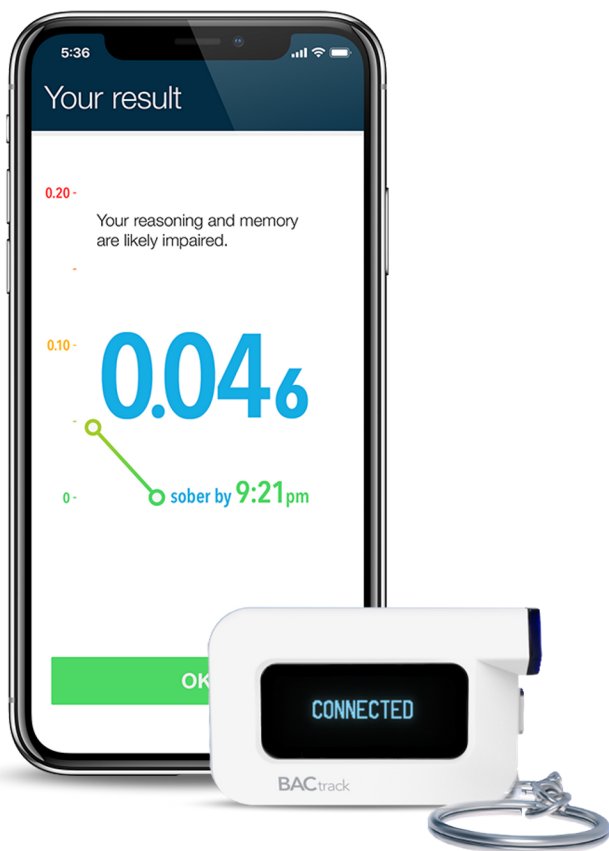 5:36
Your result
0.20 -
Your reasoning and memory
are likely impaired.
-
0.10 -
0.046
-
sober by 9:21pm
0 -
OK
CONNECTED
BACtrack